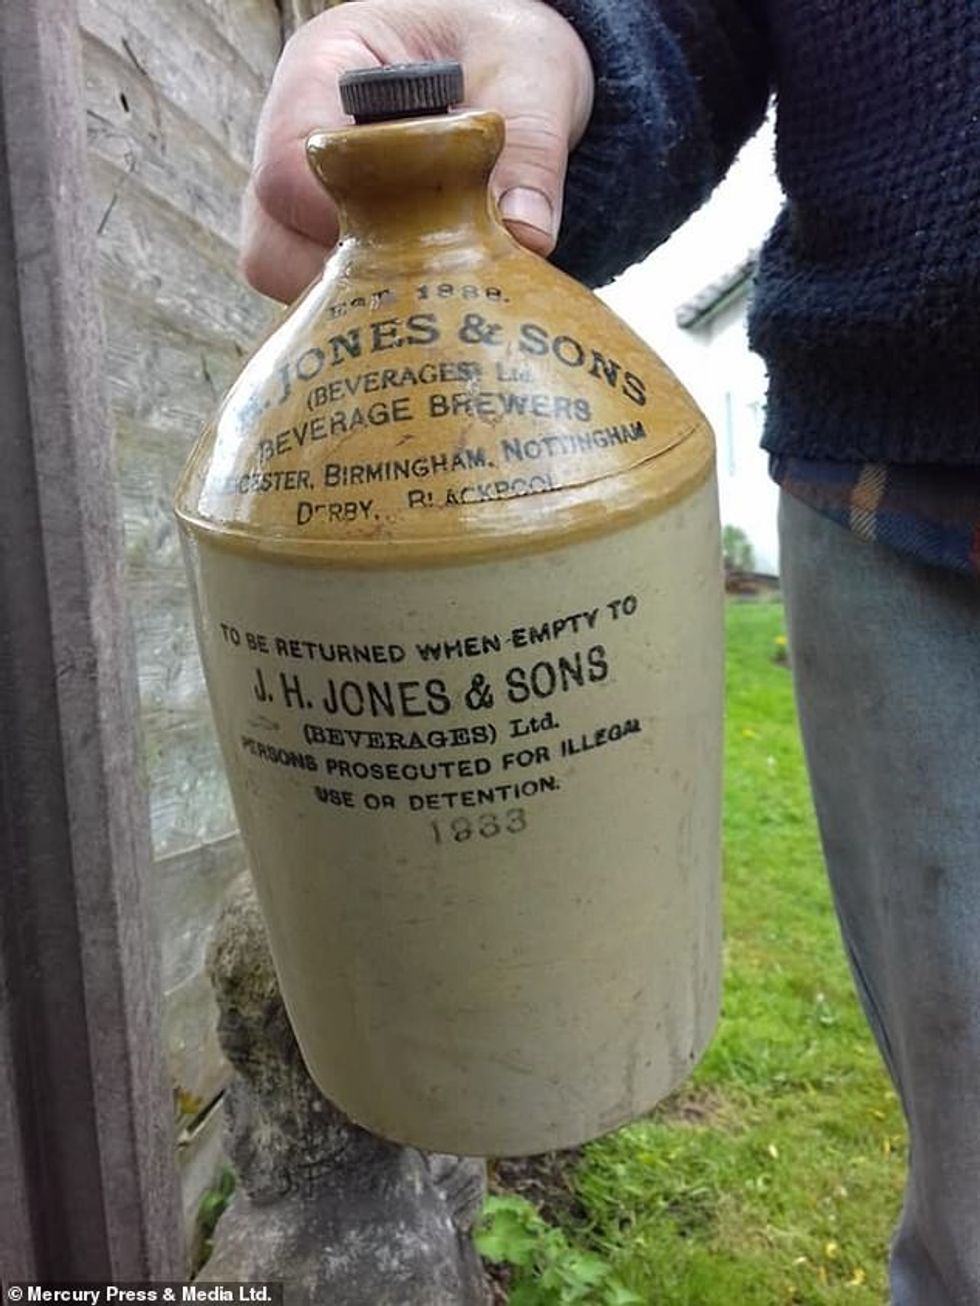 EST 1888.
JONES & SONS
(BEVERAGES) Ltd.
BEVERAGE BREWERS
BIRMINGHAM, NOTTINGHAM
DERBY, BLACKPOOL
TO BE RETURNED WHEN EMPTY TO
J. H. JONES & SONS
(BEVERAGES) Ltd.
PERSONS PROSECUTED FOR ILLEGAL
USE OR DETENTION.
1933
© Mercury Press & Media Ltd.